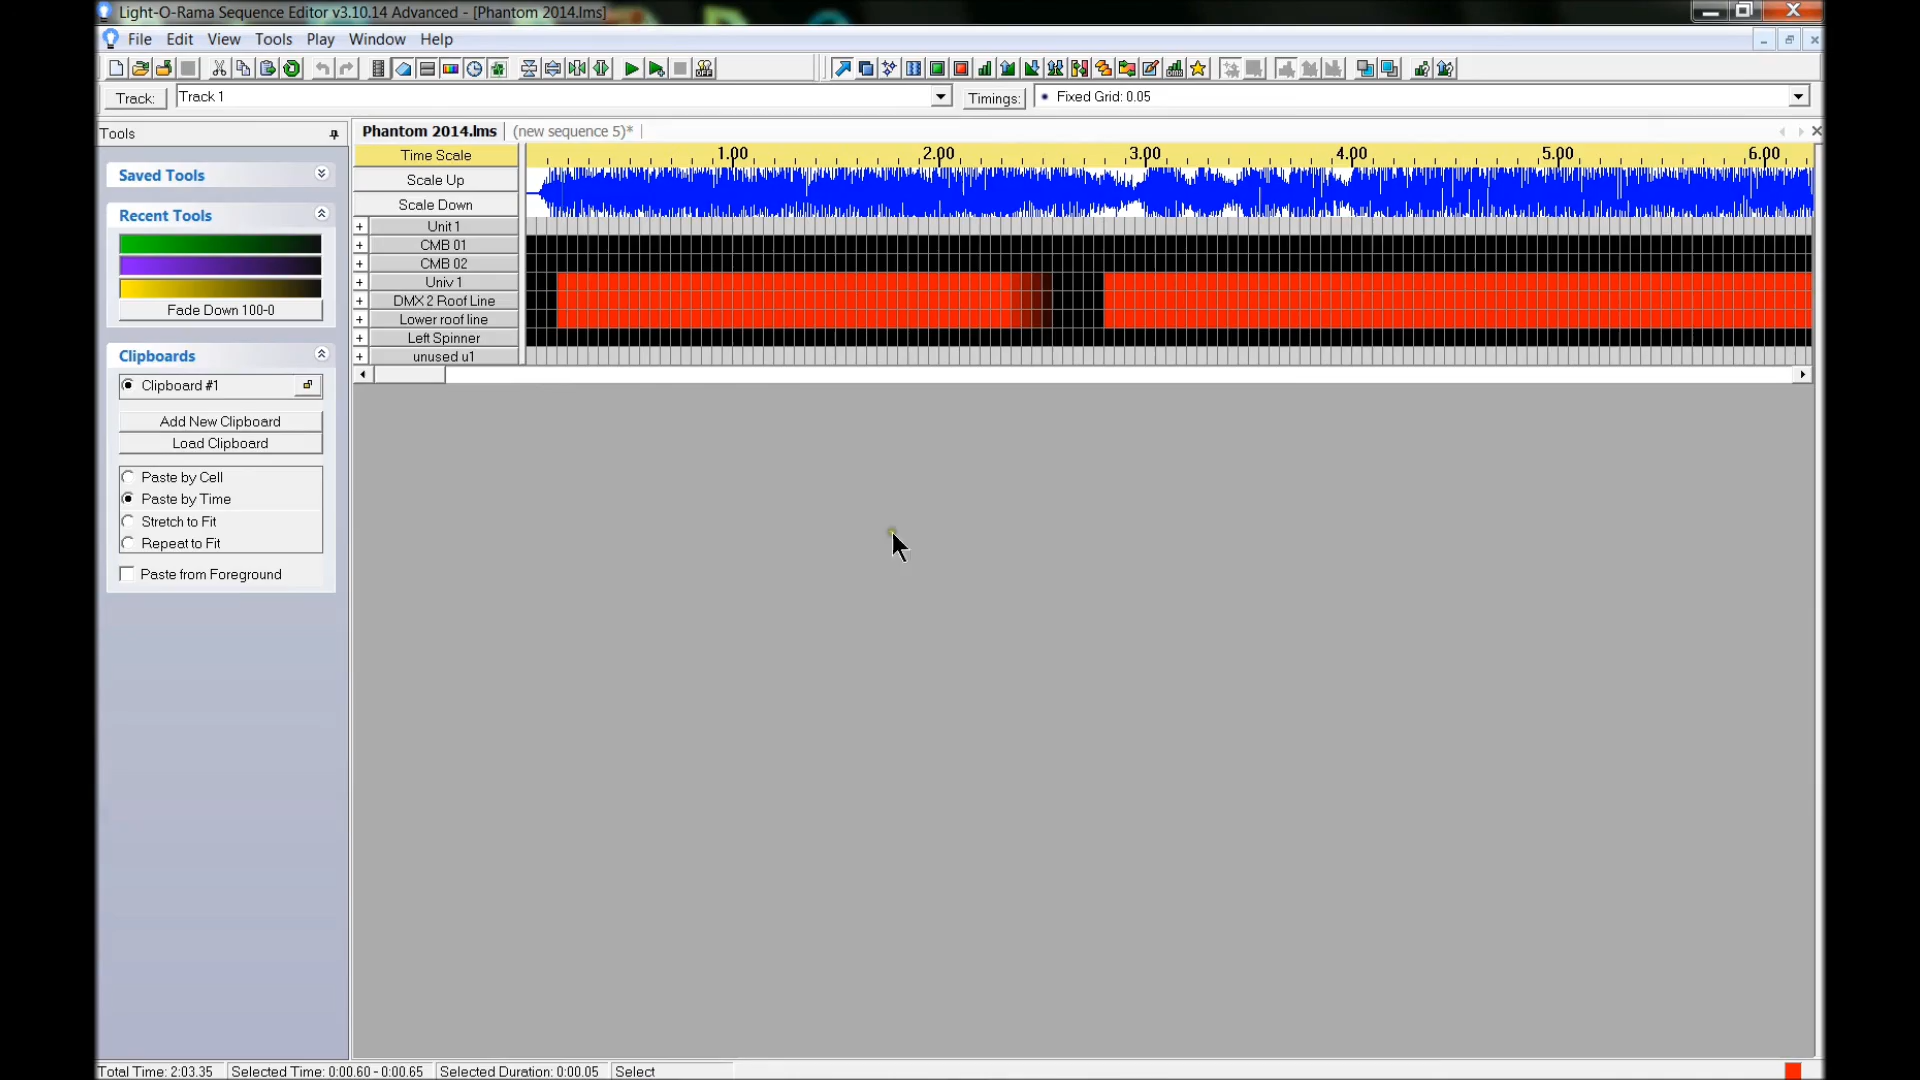 Light-O-Rama Sequence Editor v3.10.14 Advanced - [Phantom 2014.lms]
File Edit View Tools Play Window Help
Track: Track 1 Timings: Fixed Grid: 0.05
Tools
Phantom 2014.lms (new sequence 5)*
Time Scale 1.00 2.00 3.00 4.00 5.00 6.00
Scale Up
Scale Down
Unit 1
CMB 01
CMB 02
Univ 1
DMX 2 Roof Line
Lower roof line
Left Spinner
unused u1
Saved Tools
Recent Tools
Fade Down 100-0
Clipboards
Clipboard #1
Add New Clipboard
Load Clipboard
Paste by Cell
Paste by Time
Stretch to Fit
Repeat to Fit
Paste from Foreground
Total Time: 2:03.35 Selected Time: 0:00.60 - 0:00.65 Selected Duration: 0:00.05 Select